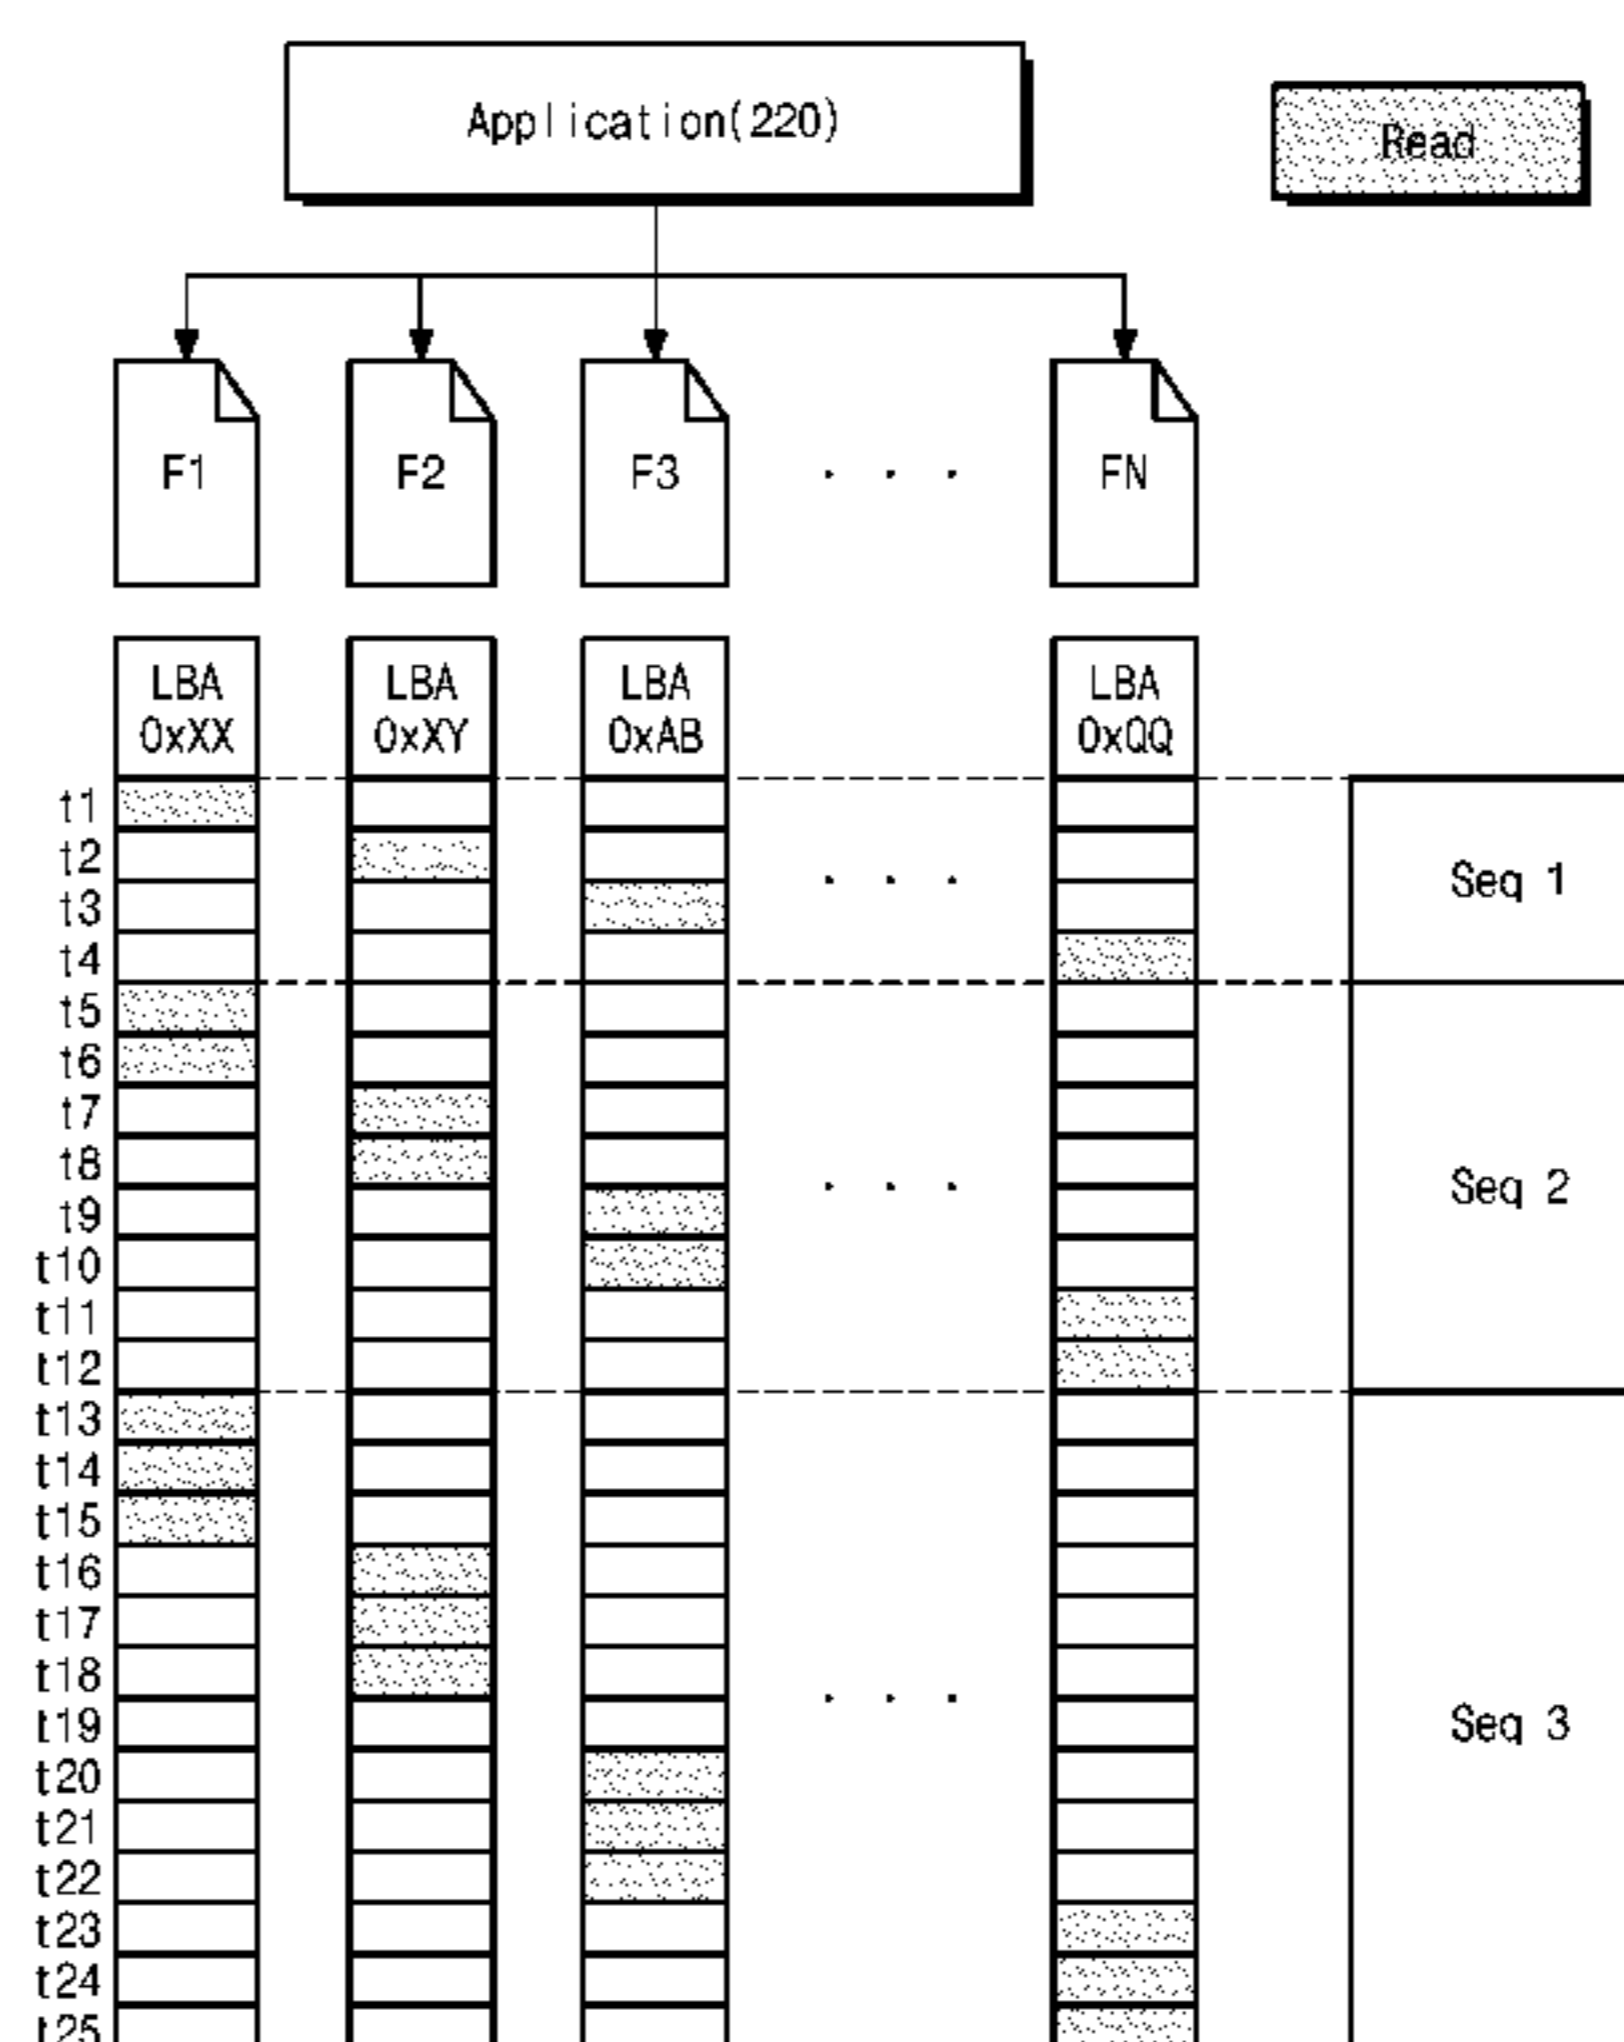 Application(220)
Read
F1
F2
F3
. . .
FN
LBA
0xXX
LBA
0xXY
LBA
0xAB
LBA
0xQQ
t1
t2
t3
t4
. . .
Seq 1
t5
t6
t7
t8
t9
t10
t11
t12
. . .
Seq 2
t13
t14
t15
t16
t17
t18
t19
t20
t21
t22
t23
t24
t25
. . .
Seq 3